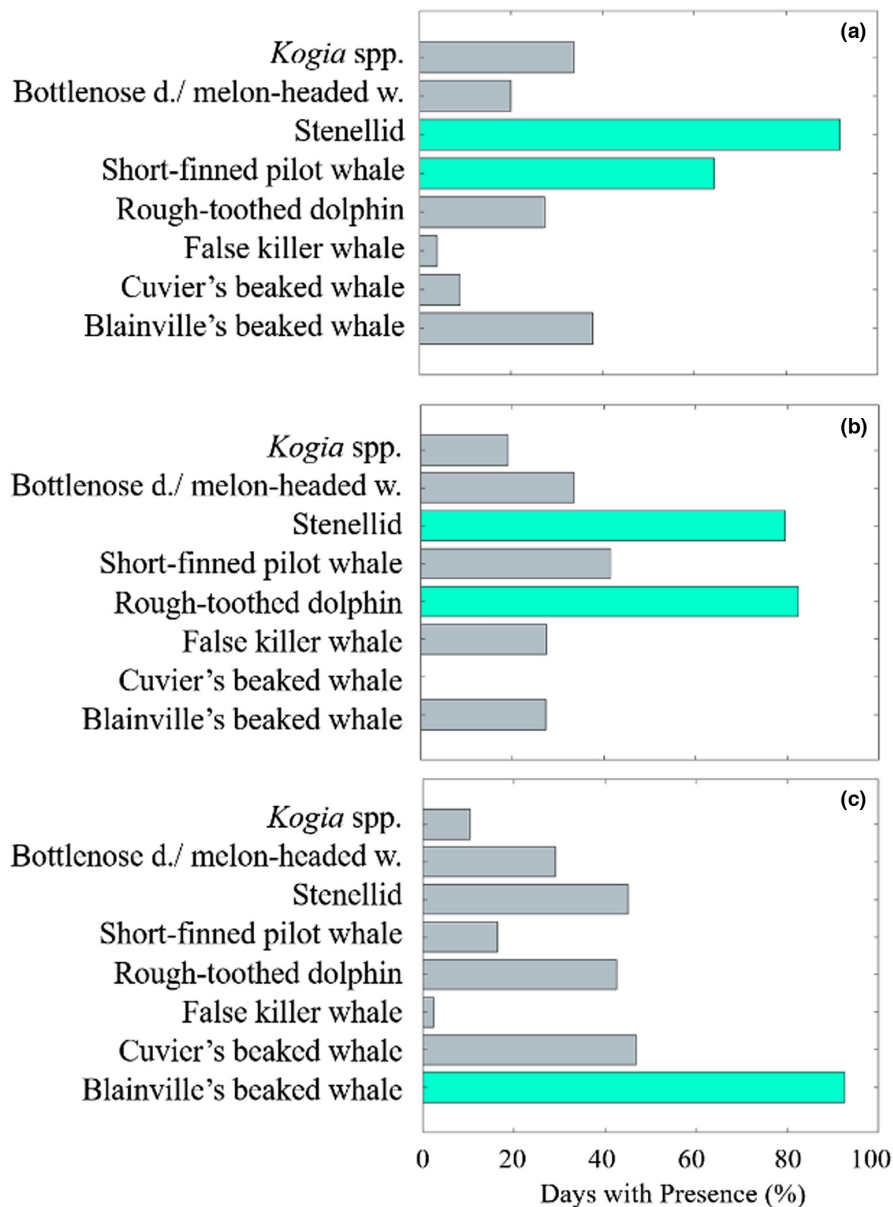 (a)
Kogia spp.
Bottlenose d./ melon-headed w.
Stenellid
Short-finned pilot whale
Rough-toothed dolphin
False killer whale
Cuvier’s beaked whale
Blainville’s beaked whale
(b)
Kogia spp.
Bottlenose d./ melon-headed w.
Stenellid
Short-finned pilot whale
Rough-toothed dolphin
False killer whale
Cuvier’s beaked whale
Blainville’s beaked whale
(c)
Kogia spp.
Bottlenose d./ melon-headed w.
Stenellid
Short-finned pilot whale
Rough-toothed dolphin
False killer whale
Cuvier’s beaked whale
Blainville’s beaked whale
0 20 40 60 80 100
Days with Presence (%)